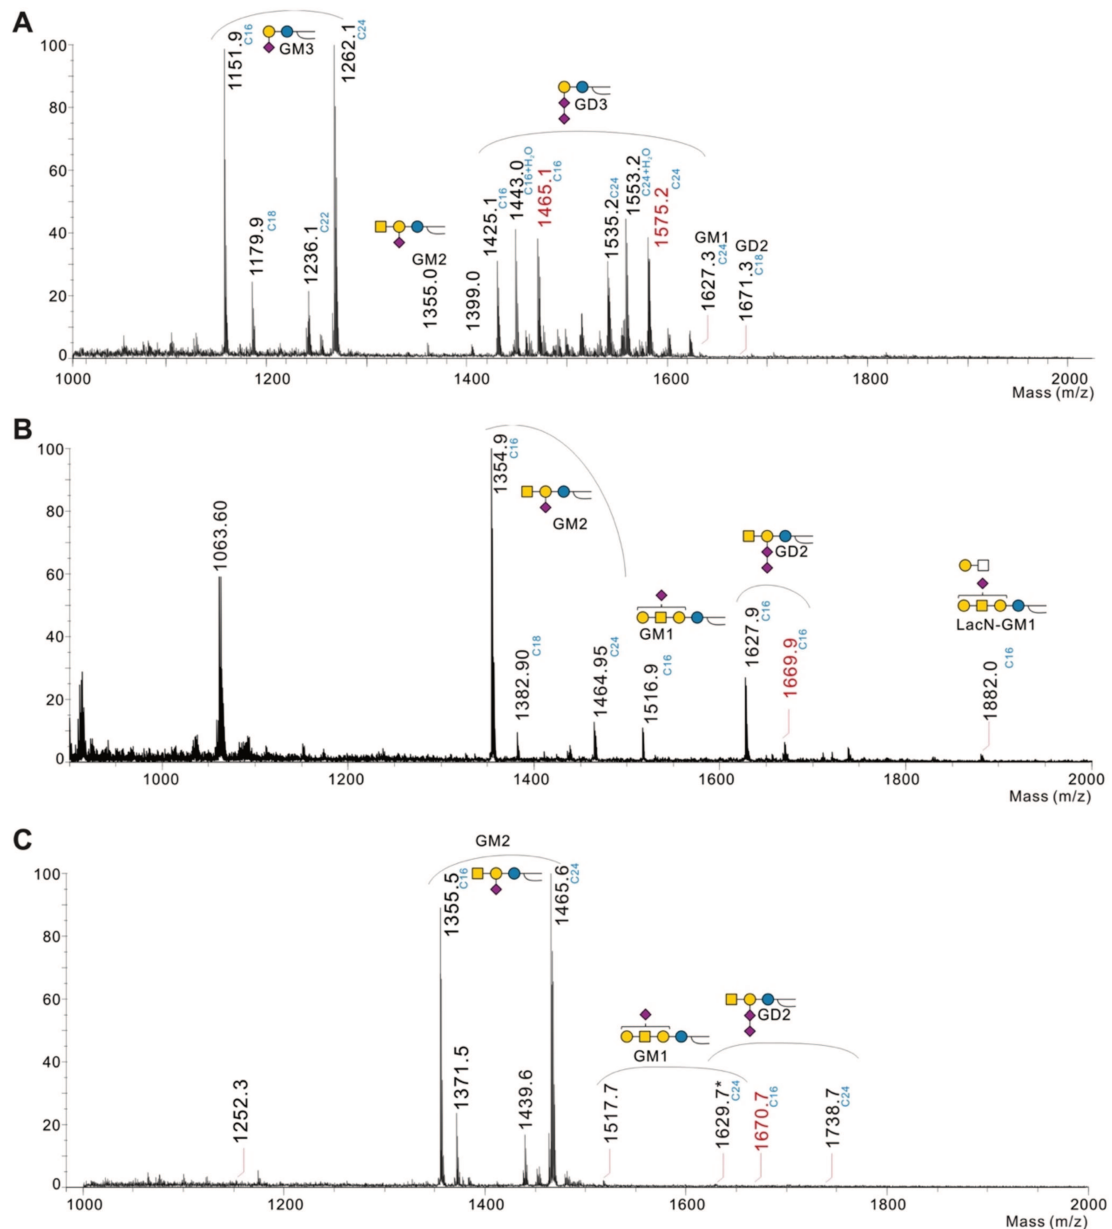 A
100
80
60
40
20
0
1151.9 C16
GM3
1262.1 C24
1179.9 C18
1236.1 C22
GM2
1355.0
1399.0
GD3
1425.1 C16
1443.0 C16+H₂O
1465.1 C16
1535.2 C24
1553.2 C24+H₂O
1575.2 C24
GM1
1627.3 C24
GD2
1671.3 C18
1000 1200 1400 1600 1800 2000
Mass (m/z)
B
100
80
60
40
20
0
1063.60
1354.9 C16
GM2
1382.90 C18
1464.95 C24
GM1
1516.9 C16
GD2
1627.9 C16
1669.9 C16
LacN-GM1
1882.0 C16
1000 1200 1400 1600 1800 2000
Mass (m/z)
C
100
80
60
40
20
0
GM2
1252.3
1355.5 C16
1371.5
1439.6
1465.6 C24
GM1
1517.7
GD2
1629.7* C24
1670.7 C16
1738.7 C24
1000 1200 1400 1600 1800 2000
Mass (m/z)